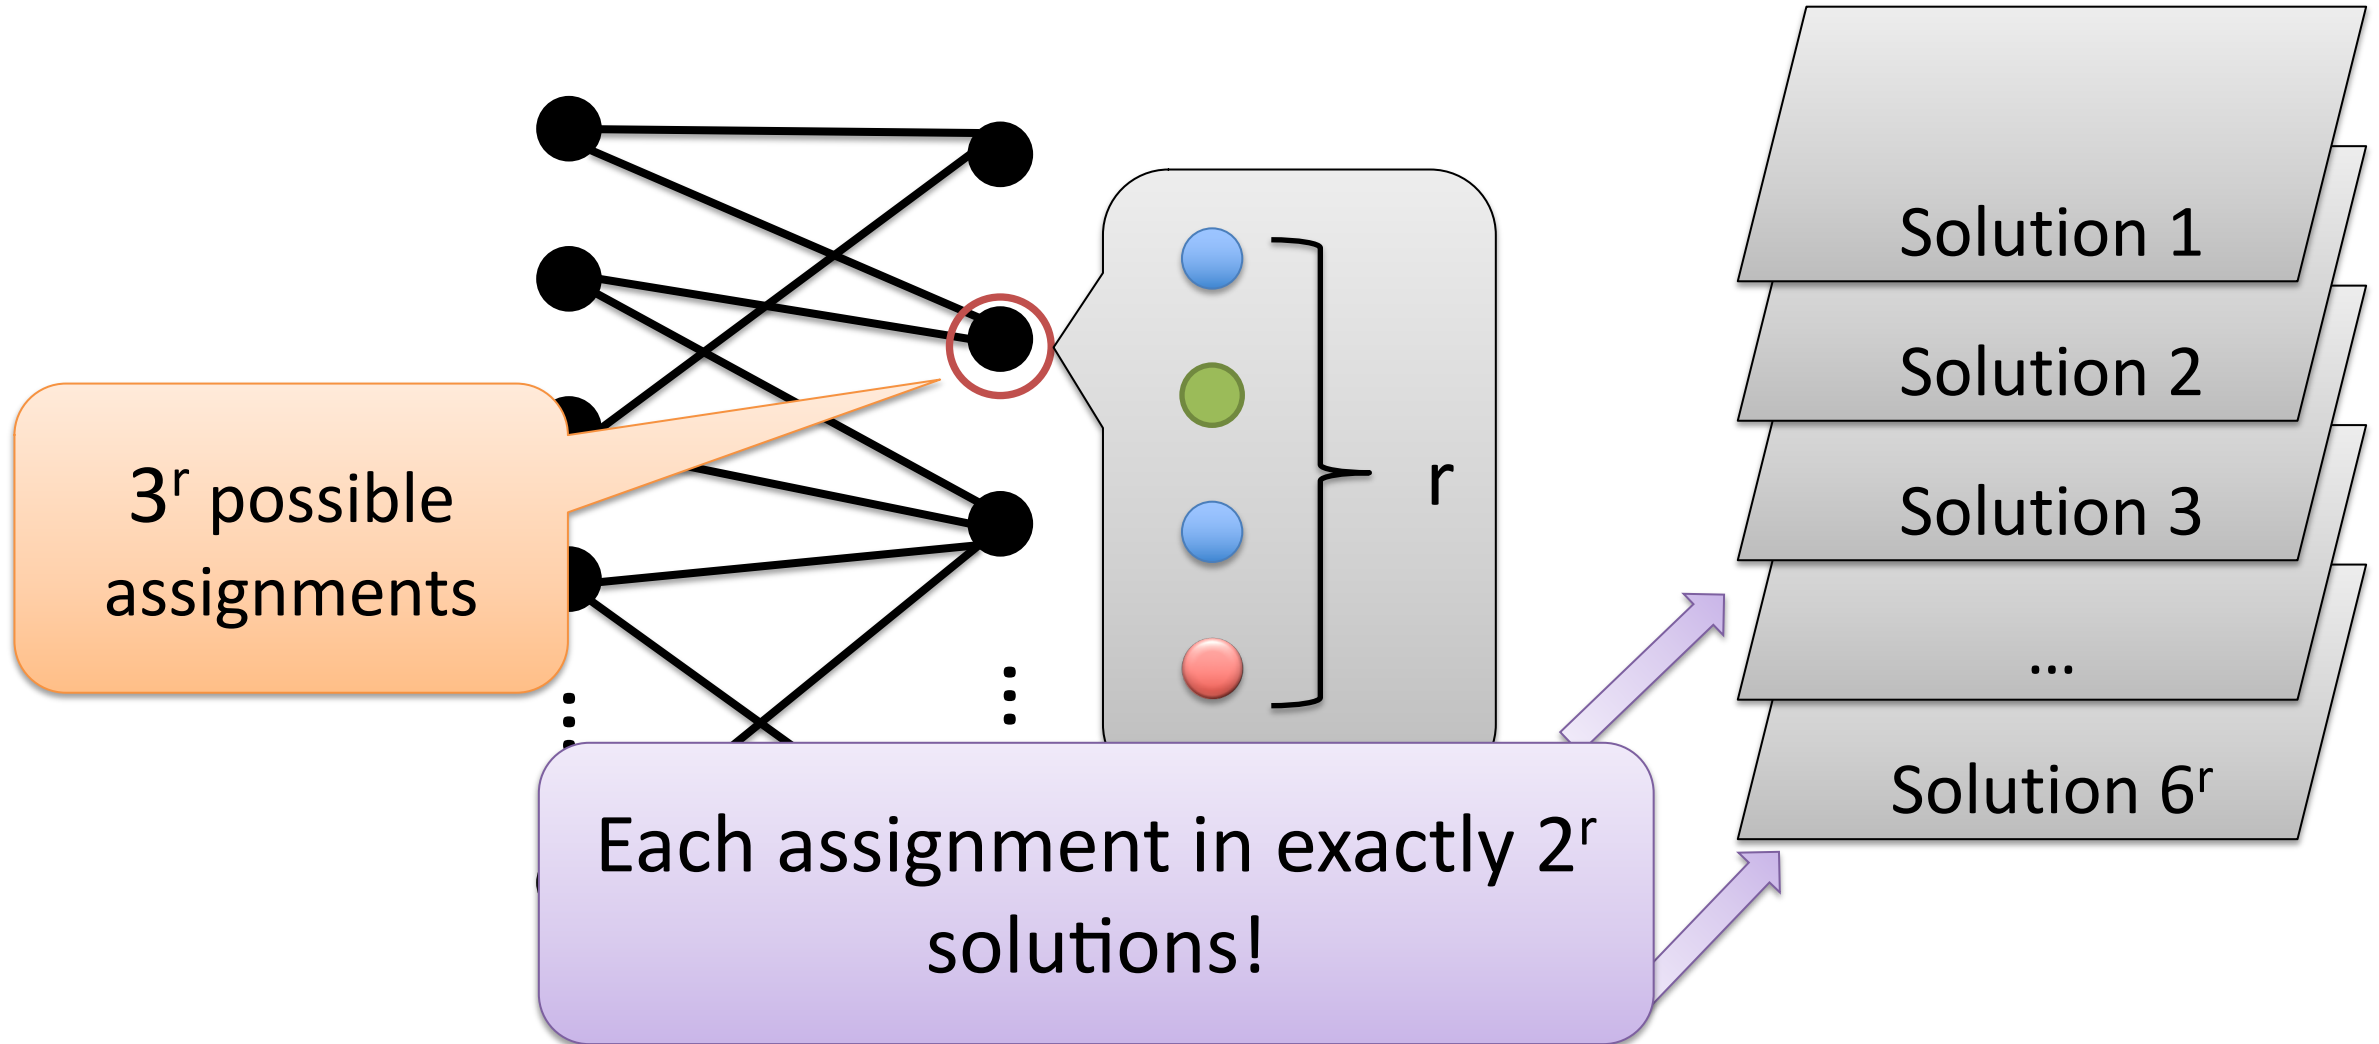 Solution 1
Solution 2
Solution 3
...
Solution 6ʳ
r
3ʳ possible
assignments
Each assignment in exactly 2ʳ
solutions!